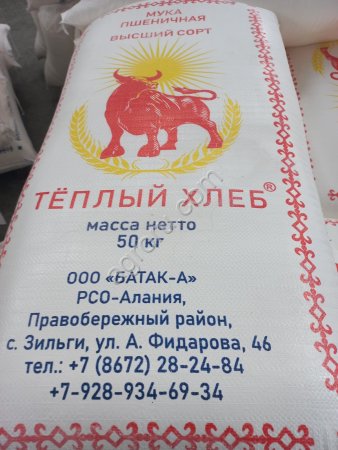 МУКА
ПШЕНИЧНАЯ
ВЫСШИЙ СОРТ
ТЁПЛЫЙ ХЛЕБ®
масса нетто
50 кг
ООО «БАТАК-А»
РСО-Алания,
Правобережный район,
с. Зильги, ул. А. Фидарова, 46
тел.: +7 (8672) 28-24-84
+7-928-934-69-34